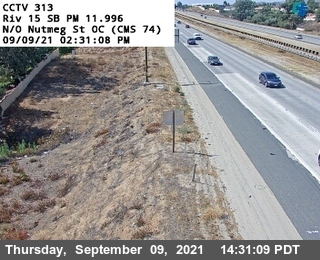 CCTV 313
Riv 15 SB PM 11.996
N/O Nutmeg St OC (CMS 74)
09/09/21 02:31:08 PM
Thursday, September 09, 2021 14:31:09 PDT